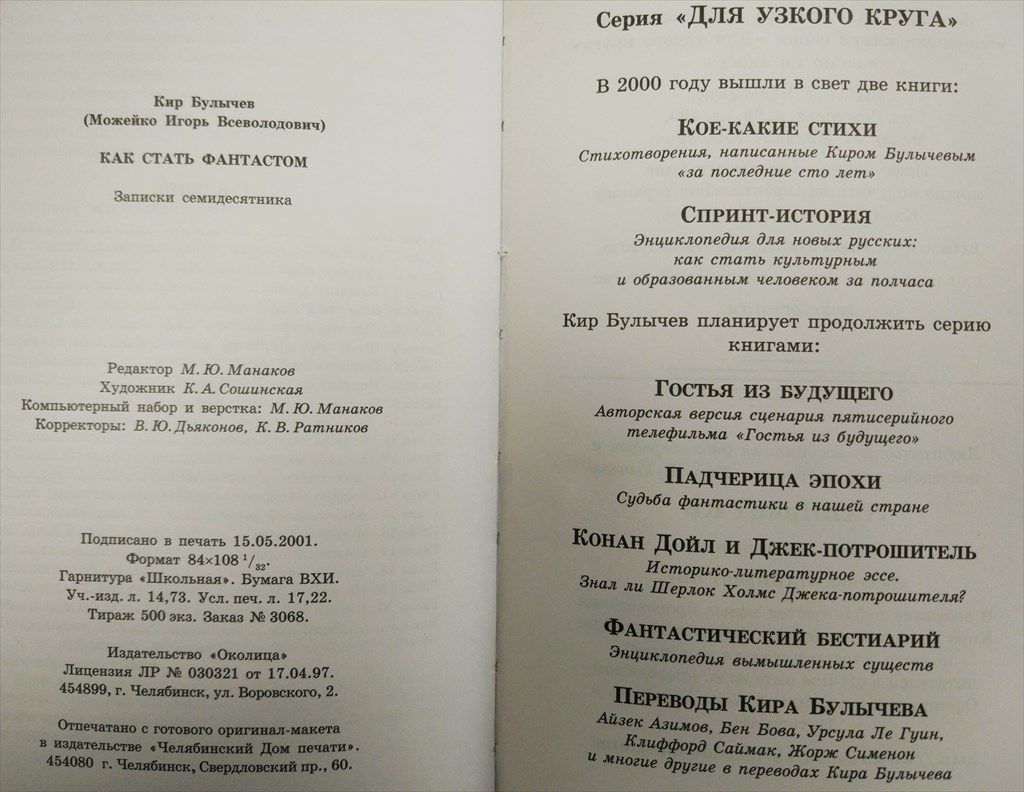 Кир Булычев
(Можейко Игорь Всеволодович)
КАК СТАТЬ ФАНТАСТОМ
Записки семидесятника
Редактор М. Ю. Манаков
Художник К. А. Сошинская
Компьютерный набор и верстка: М. Ю. Манаков
Корректоры: В. Ю. Дьяконов, К. В. Ратников
Подписано в печать 15.05.2001.
Формат 84×108 1/32.
Гарнитура «Школьная». Бумага ВХИ.
Уч.-изд. л. 14,73. Усл. печ. л. 17,22.
Тираж 500 экз. Заказ № 3068.
Издательство «Околица»
Лицензия ЛР № 030321 от 17.04.97.
454899, г. Челябинск, ул. Воровского, 2.
Отпечатано с готового оригинал-макета
в издательстве «Челябинский Дом печати».
454080 г. Челябинск, Свердловский пр., 60.
Серия «ДЛЯ УЗКОГО КРУГА»
В 2000 году вышли в свет две книги:
КОЕ-КАКИЕ СТИХИ
Стихотворения, написанные Киром Булычевым
«за последние сто лет»
СПРИНТ-ИСТОРИЯ
Энциклопедия для новых русских:
как стать культурным
и образованным человеком за полчаса
Кир Булычев планирует продолжить серию
книгами:
ГОСТЬЯ ИЗ БУДУЩЕГО
Авторская версия сценария пятисерийного
телефильма «Гостья из будущего»
ПАДЧЕРИЦА ЭПОХИ
Судьба фантастики в нашей стране
КОНАН ДОЙЛ И ДЖЕК-ПОТРОШИТЕЛЬ
Историко-литературное эссе.
Знал ли Шерлок Холмс Джека-потрошителя?
ФАНТАСТИЧЕСКИЙ БЕСТИАРИЙ
Энциклопедия вымышленных существ
ПЕРЕВОДЫ КИРА БУЛЫЧЕВА
Айзек Азимов, Бен Бова, Урсула Ле Гуин,
Клиффорд Саймак, Жорж Сименон
и многие другие в переводах Кира Булычева